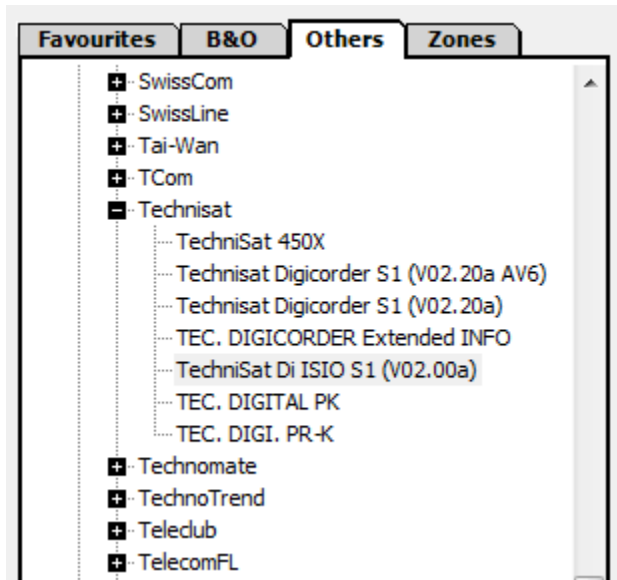 Favourites B&O Others Zones
SwissCom
SwissLine
Tai-Wan
TCom
Technisat
TechniSat 450X
Technisat Digicorder S1 (V02.20a AV6)
Technisat Digicorder S1 (V02.20a)
TEC. DIGICORDER Extended INFO
TechniSat Di ISIO S1 (V02.00a)
TEC. DIGITAL PK
TEC. DIGI. PR-K
Technomate
TechnoTrend
Teleclub
TelecomFL